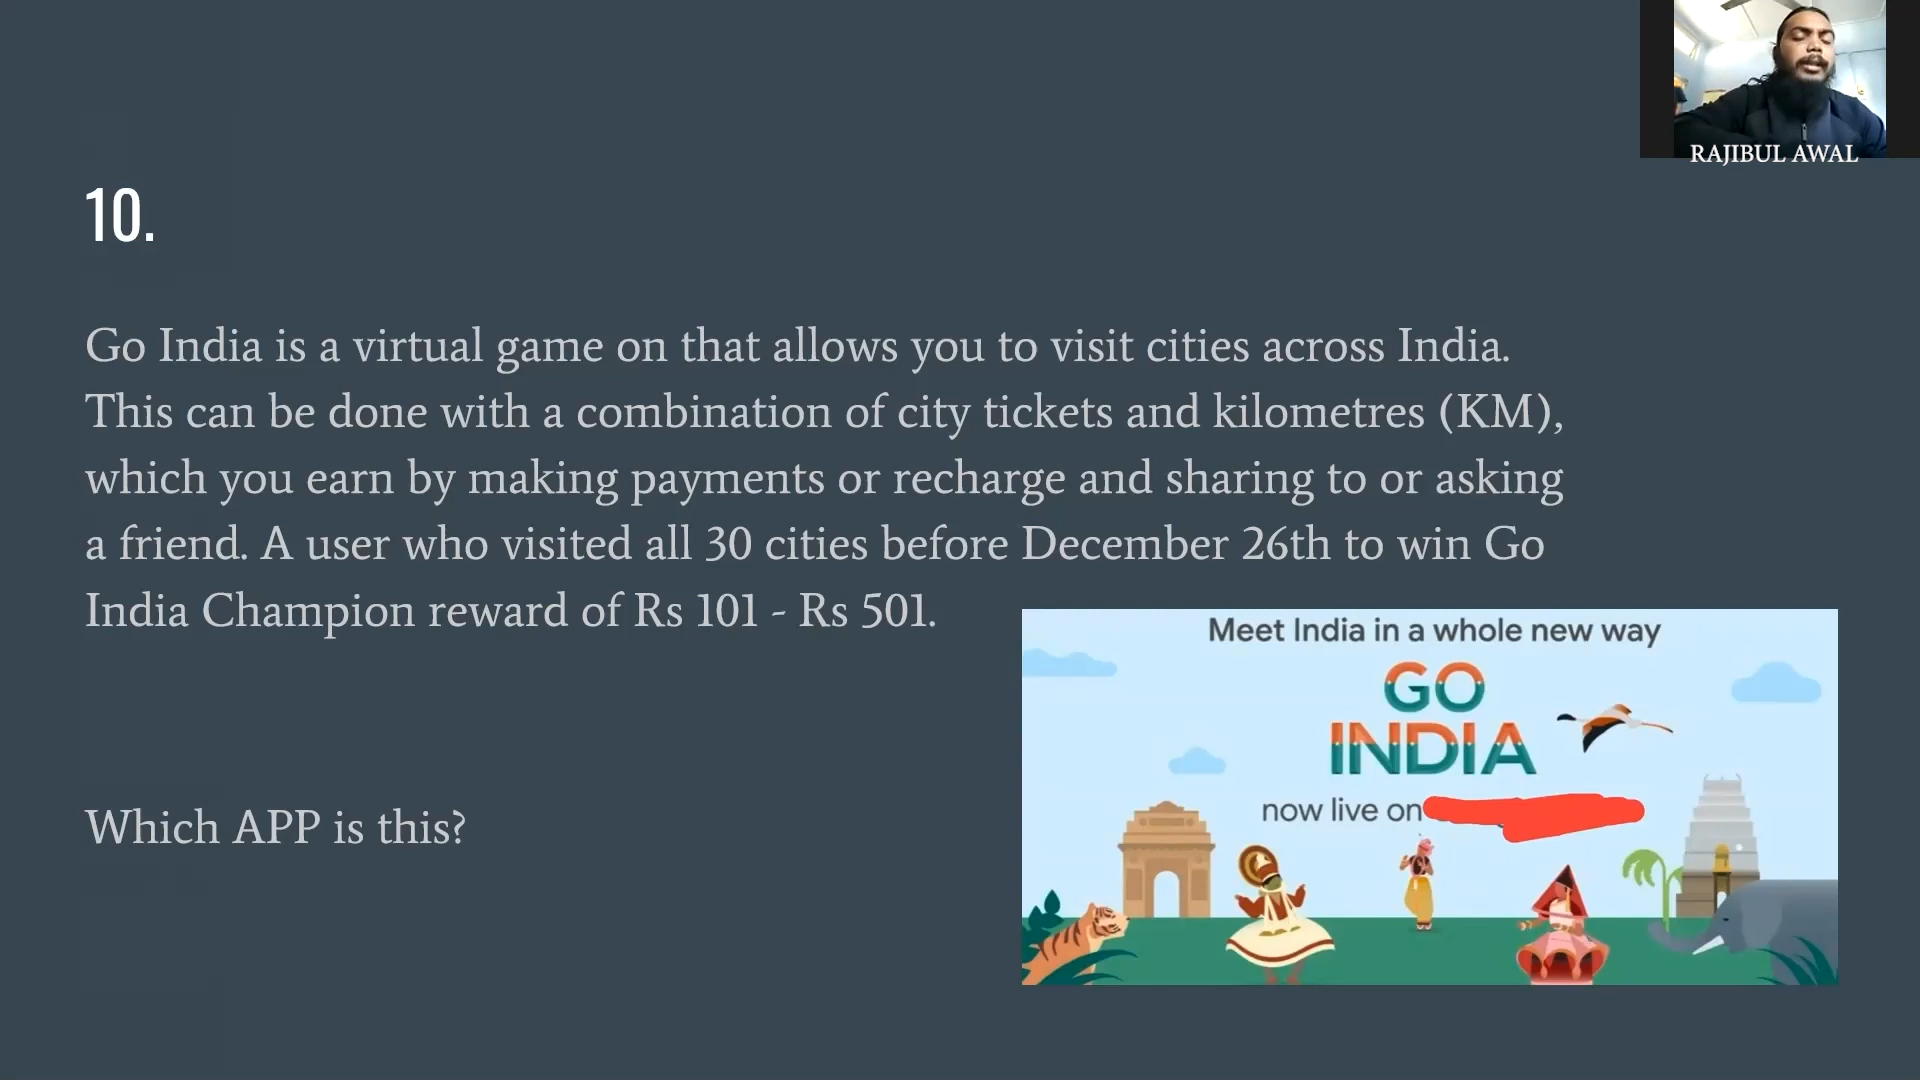 RAJIBUL AWAL
10.
Go India is a virtual game on that allows you to visit cities across India.
This can be done with a combination of city tickets and kilometres (KM),
which you earn by making payments or recharge and sharing to or asking
a friend. A user who visited all 30 cities before December 26th to win Go
India Champion reward of Rs 101 - Rs 501.
Meet India in a whole new way
GO
INDIA
now live on
Which APP is this?